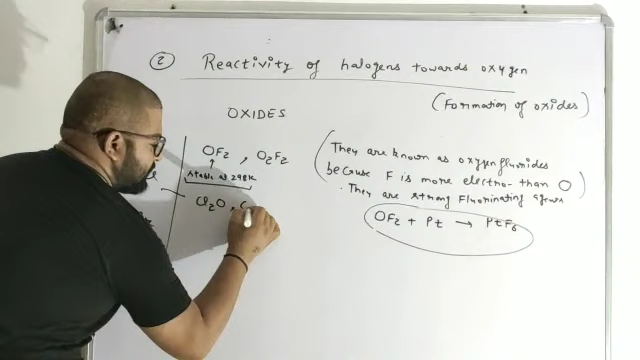 ② Reactivity of halogens towards oxygen
(Formation of oxides)
OXIDES
OF₂ , O₂F₂
stable at 298K
Cl₂O , C
(They are known as oxygen fluorides
because F is more electro- than O)
• They are strong Fluorinating agents
OF₂ + Pt → PtF₆